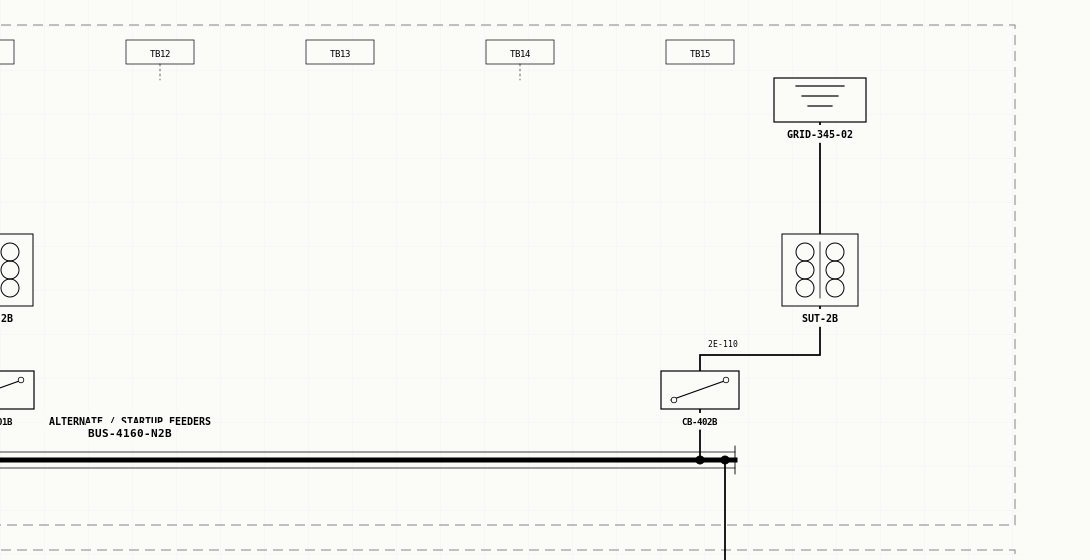 TB12
TB13
TB14
TB15
GRID-345-02
2B
SUT-2B
2E-110
01B
ALTERNATE / STARTUP FEEDERS
CB-402B
BUS-4160-N2B